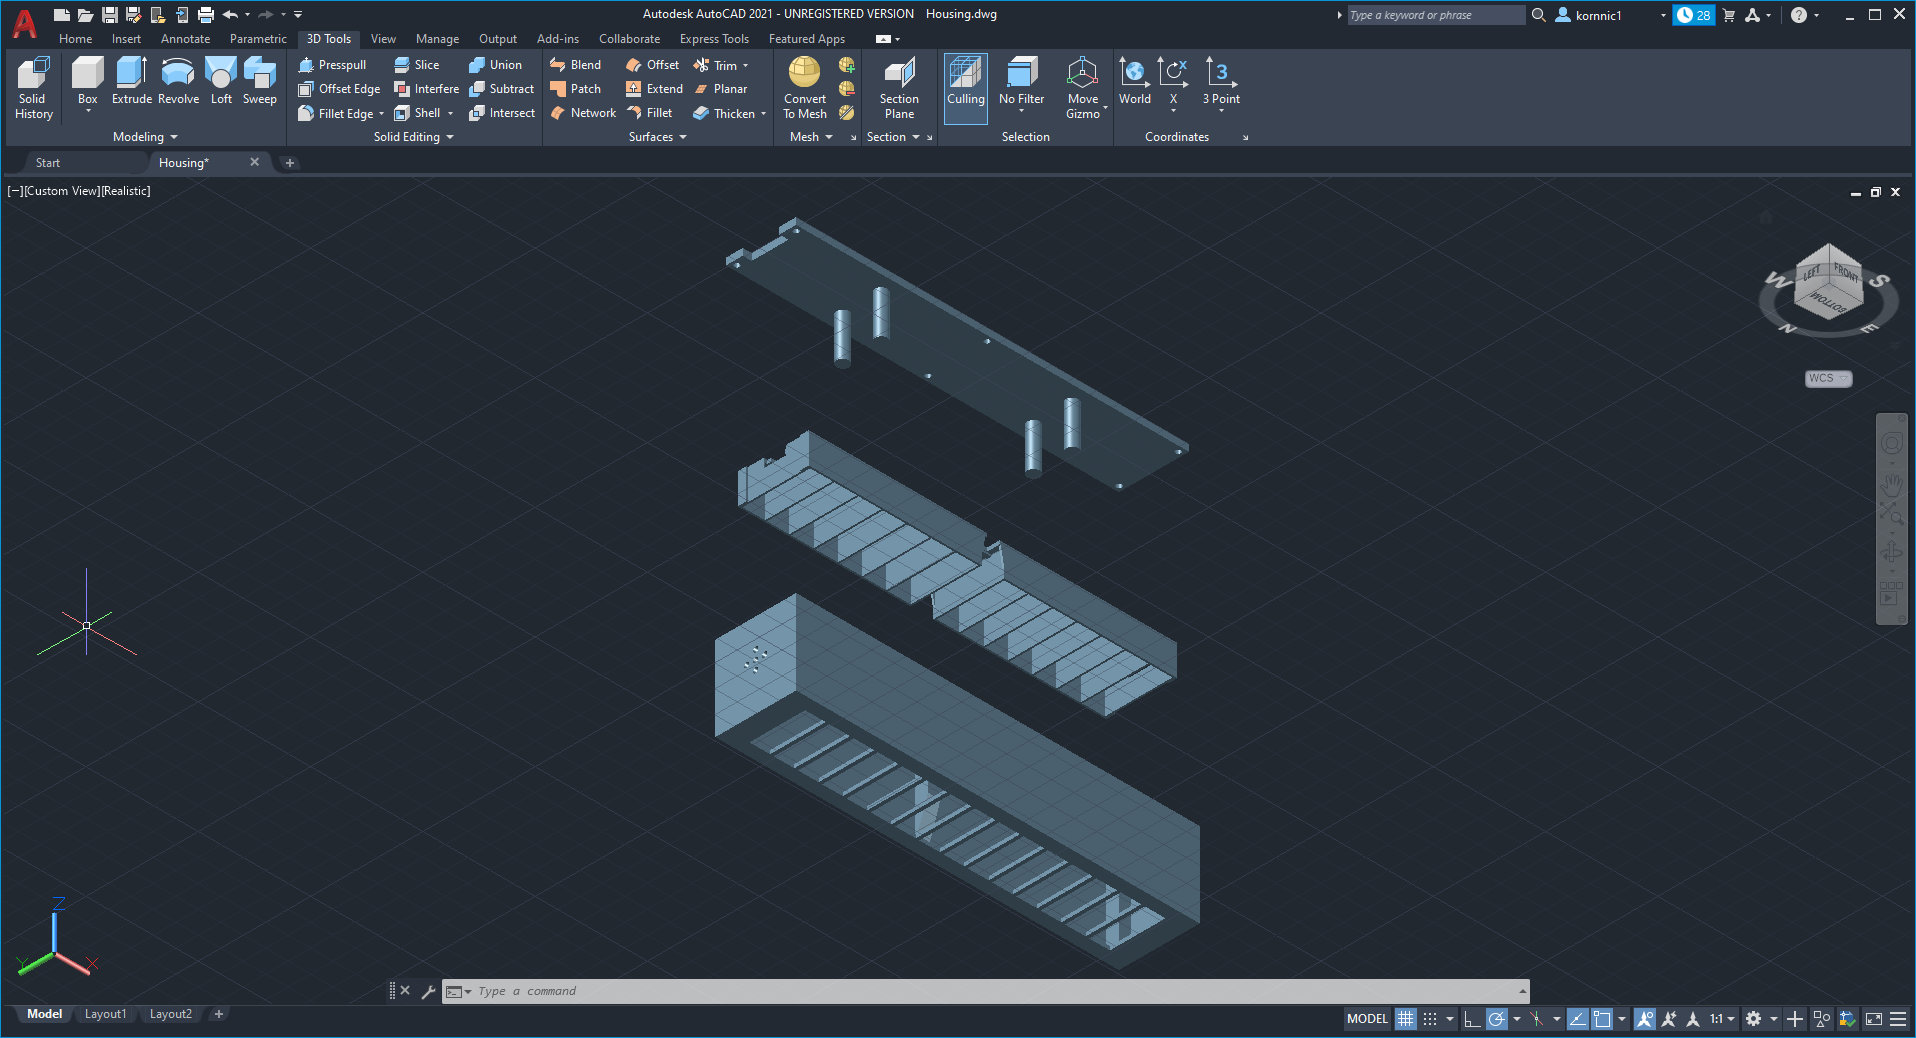 Autodesk AutoCAD 2021 - UNREGISTERED VERSION Housing.dwg
Type a keyword or phrase
kornnic1
28
Home Insert Annotate Parametric 3D Tools View Manage Output Add-ins Collaborate Express Tools Featured Apps
Solid History
Box Extrude Revolve Loft Sweep
Modeling
Presspull Slice Union
Offset Edge Interfere Subtract
Fillet Edge Shell Intersect
Solid Editing
Blend Offset Trim
Patch Extend Planar
Network Fillet Thicken
Surfaces
Convert To Mesh
Mesh
Section Plane
Section
Culling No Filter Move Gizmo
Selection
World X 3 Point
Coordinates
Start Housing*
[−][Custom View][Realistic]
W S N E
LEFT FRONT BOTTOM
WCS
Z
Y X
Type a command
Model Layout1 Layout2
MODEL 1:1